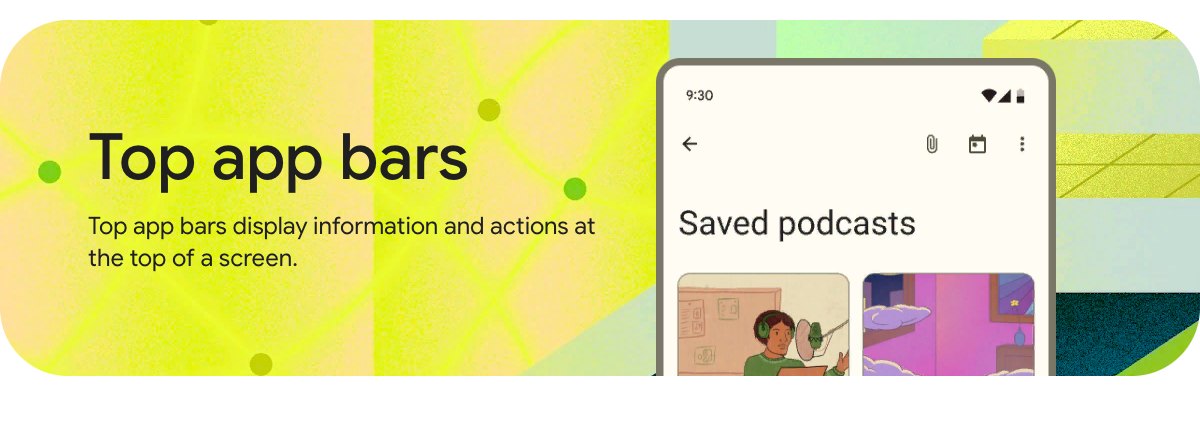 Top app bars
Top app bars display information and actions at
the top of a screen.
9:30
Saved podcasts